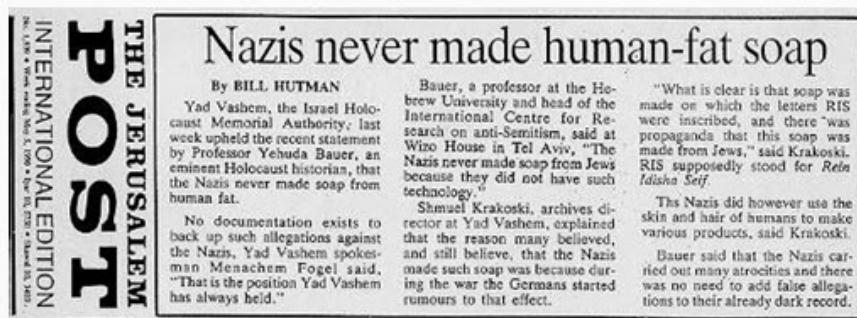 THE JERUSALEM
POST
INTERNATIONAL EDITION
Nazis never made human-fat soap
By BILL HUTMAN
Yad Vashem, the Israel Holo-
caust Memorial Authority, last
week upheld the recent statement
by Professor Yehuda Bauer, an
eminent Holocaust historian, that
the Nazis never made soap from
human fat.
No documentation exists to
back up such allegations against
the Nazis, Yad Vashem spokes-
man Menachem Fogel said,
"That is the position Yad Vashem
has always held."
Bauer, a professor at the He-
brew University and head of the
International Centre for Re-
search on anti-Semitism, said at
Wizo House in Tel Aviv, "The
Nazis never made soap from Jews
because they did not have such
technology."
Shmuel Krakoski, archives di-
rector at Yad Vashem, explained
that the reason many believed,
and still believe, that the Nazis
made such soap was because dur-
ing the war the Germans started
rumours to that effect.
"What is clear is that soap was
made on which the letters RIS
were inscribed, and there was
propaganda that this soap was
made from Jews," said Krakoski.
RIS supposedly stood for Rein
Idisha Seif.
Ths Nazis did however use the
skin and hair of humans to make
various products, said Krakoski.
Bauer said that the Nazis car-
ried out many atrocities and there
was no need to add false allega-
tions to their already dark record.